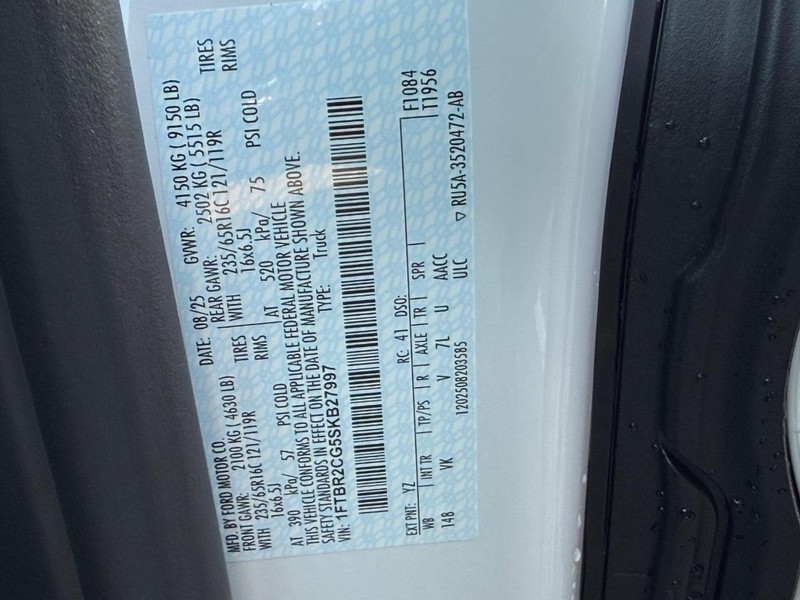 MFD. BY FORD MOTOR CO.
DATE: 08/25 GVWR: 4150 KG ( 9150 LB)
FRONT GAWR: 2100 KG ( 4630 LB) REAR GAWR: 2502 KG ( 5515 LB)
WITH 235/65R16C 121/119R TIRES WITH 235/65R16C 121/119R TIRES
16x6.5J RIMS 16x6.5J RIMS
AT 390 kPa/ 57 PSI COLD AT 520 kPa/ 75 PSI COLD
THIS VEHICLE CONFORMS TO ALL APPLICABLE FEDERAL MOTOR VEHICLE
SAFETY STANDARDS IN EFFECT ON THE DATE OF MANUFACTURE SHOWN ABOVE.
VIN: 1FTBR2CG5SKB27997 TYPE: Truck
EXT PNT: YZ RC: 41 DSO: F1084
WB INT TR TP/PS R AXLE TR SPR T1956
148 VK V 7L U AACC
ULC
1202508203585 ▽ RU5A-3520472-AB